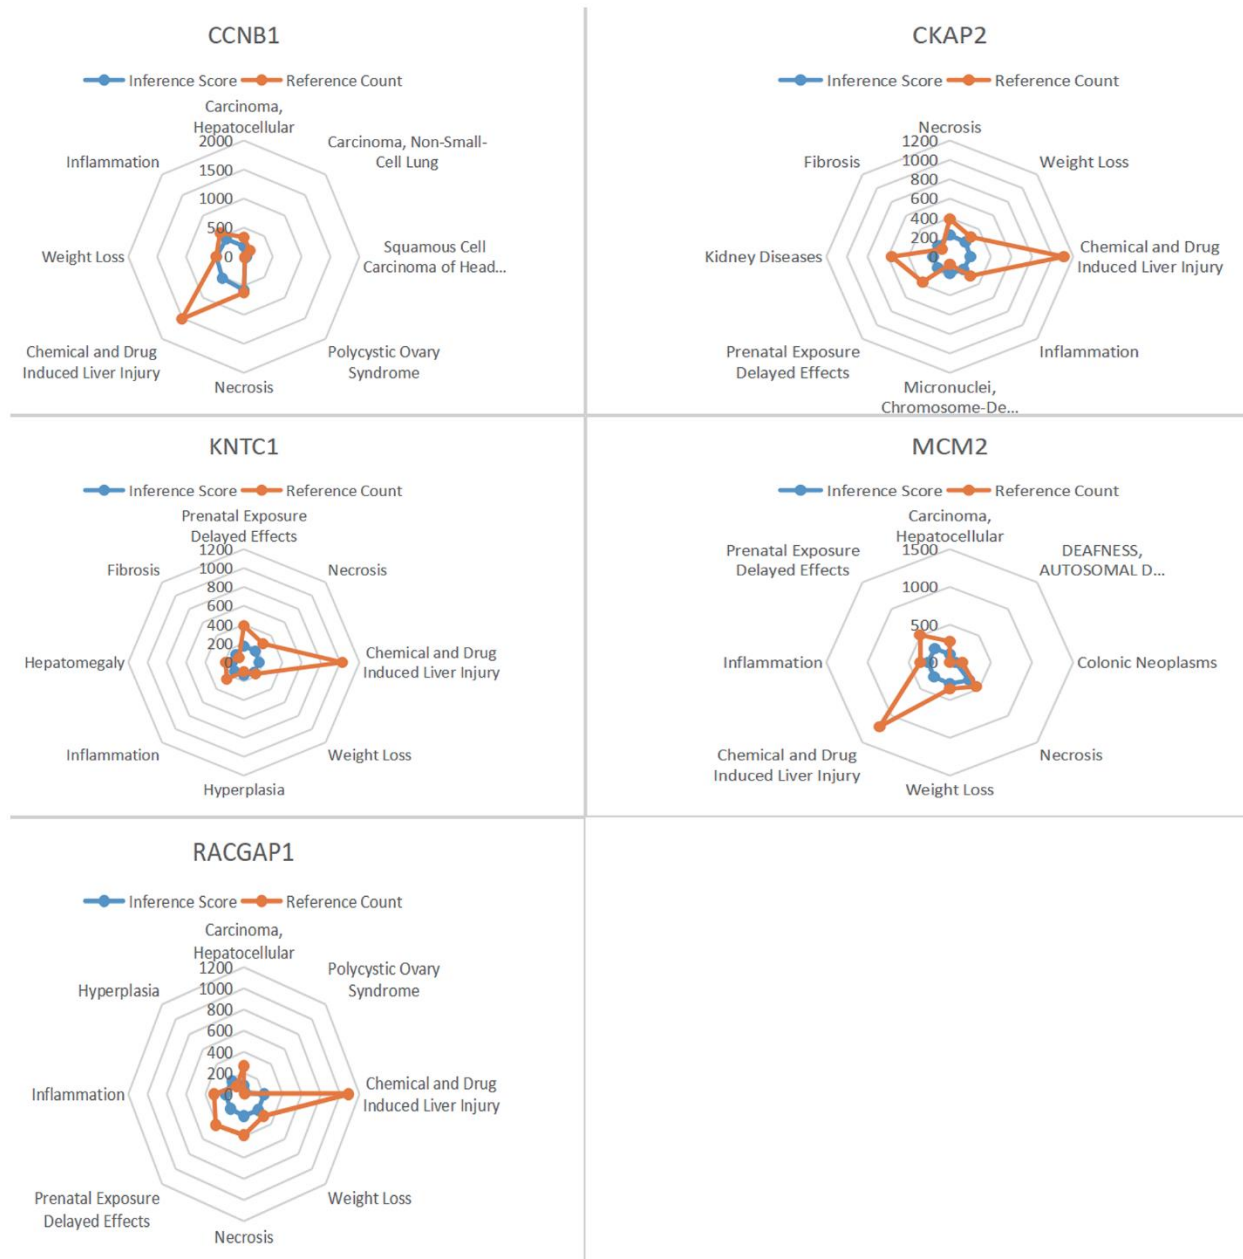 CCNB1
Inference Score
Reference Count
Carcinoma,
Hepatocellular
Carcinoma, Non-Small-
Cell Lung
Squamous Cell
Carcinoma of Head...
Polycystic Ovary
Syndrome
Necrosis
Chemical and Drug
Induced Liver Injury
Weight Loss
Inflammation
2000
1500
1000
500
0
CKAP2
Inference Score
Reference Count
Necrosis
Weight Loss
Chemical and Drug
Induced Liver Injury
Inflammation
Micronuclei,
Chromosome-De...
Prenatal Exposure
Delayed Effects
Kidney Diseases
Fibrosis
1200
1000
800
600
400
200
0
KNTC1
Inference Score
Reference Count
Prenatal Exposure
Delayed Effects
Necrosis
Chemical and Drug
Induced Liver Injury
Weight Loss
Hyperplasia
Inflammation
Hepatomegaly
Fibrosis
1200
1000
800
600
400
200
0
MCM2
Inference Score
Reference Count
Carcinoma,
Hepatocellular
DEAFNESS,
AUTOSOMAL D...
Colonic Neoplasms
Necrosis
Weight Loss
Chemical and Drug
Induced Liver Injury
Inflammation
Prenatal Exposure
Delayed Effects
1500
1000
500
0
RACGAP1
Inference Score
Reference Count
Carcinoma,
Hepatocellular
Polycystic Ovary
Syndrome
Chemical and Drug
Induced Liver Injury
Weight Loss
Necrosis
Prenatal Exposure
Delayed Effects
Inflammation
Hyperplasia
1200
1000
800
600
400
200
0